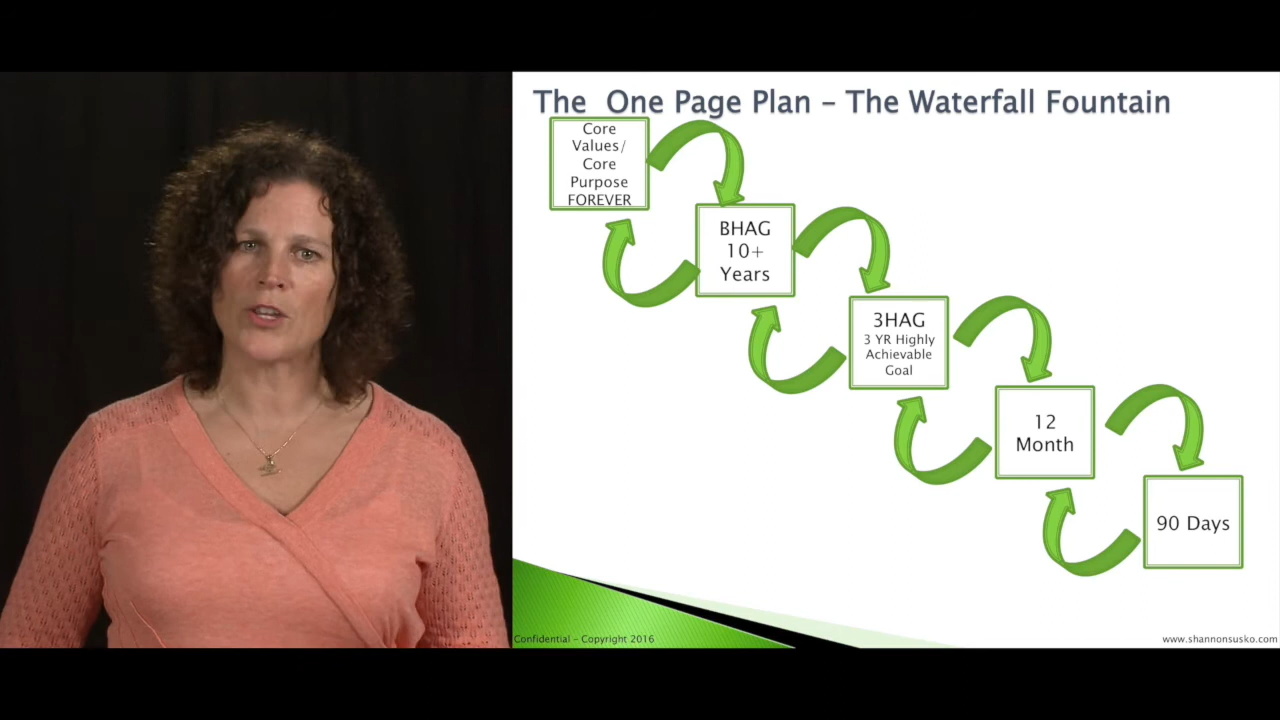 The One Page Plan – The Waterfall Fountain
Core
Values/
Core
Purpose
FOREVER
BHAG
10+
Years
3HAG
3 YR Highly
Achievable
Goal
12
Month
90 Days
Confidential – Copyright 2016
www.shannonsusko.com